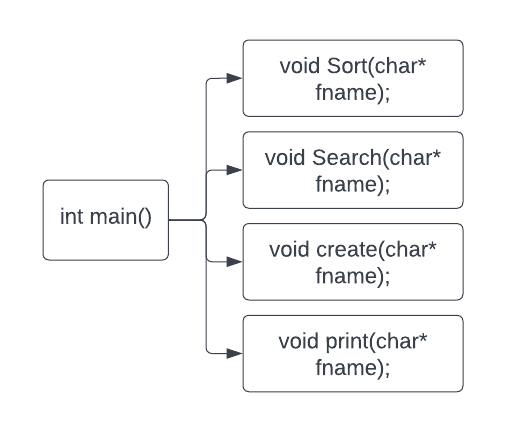 void Sort(char*
fname);
void Search(char*
fname);
int main()
void create(char*
fname);
void print(char*
fname);